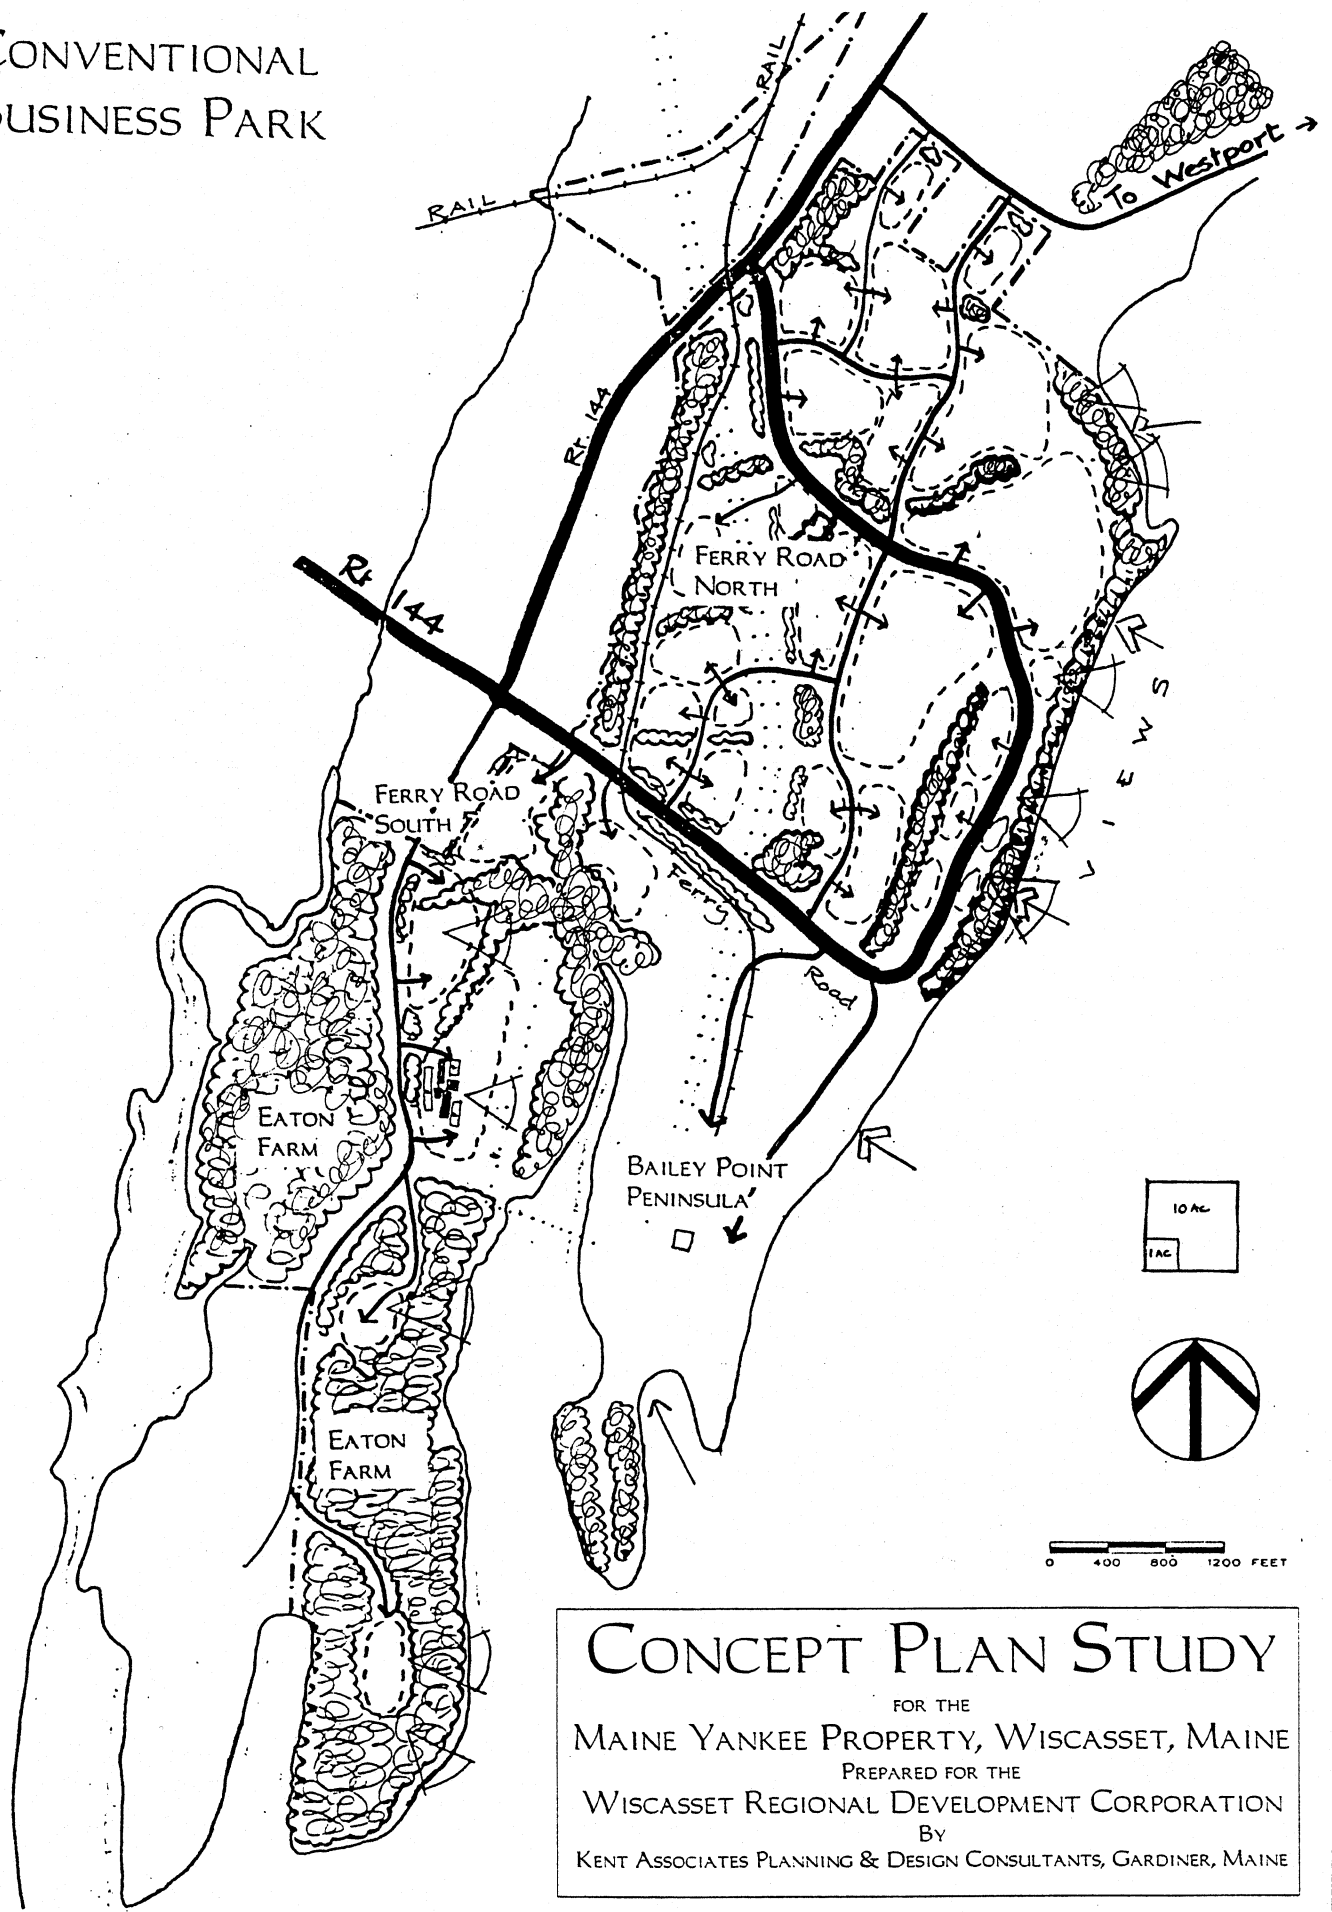 CONVENTIONAL
BUSINESS PARK
RAIL
RAIL
To Westport
Rt. 144
Rt 144
FERRY ROAD
NORTH
VIEWS
FERRY ROAD
SOUTH
Ferry
Road
EATON
FARM
BAILEY POINT
PENINSULA
10 AC
1 AC
EATON
FARM
0 400 800 1200 FEET
CONCEPT PLAN STUDY
FOR THE
MAINE YANKEE PROPERTY, WISCASSET, MAINE
PREPARED FOR THE
WISCASSET REGIONAL DEVELOPMENT CORPORATION
BY
KENT ASSOCIATES PLANNING & DESIGN CONSULTANTS, GARDINER, MAINE